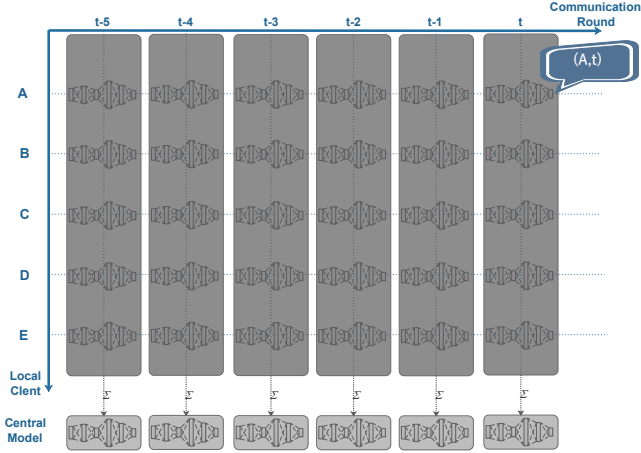 t-5 t-4 t-3 t-2 t-1 t Communication
Round
(A,t)
A
B
C
D
E
Local
Clent
Σ Σ Σ Σ Σ Σ
Central
Model